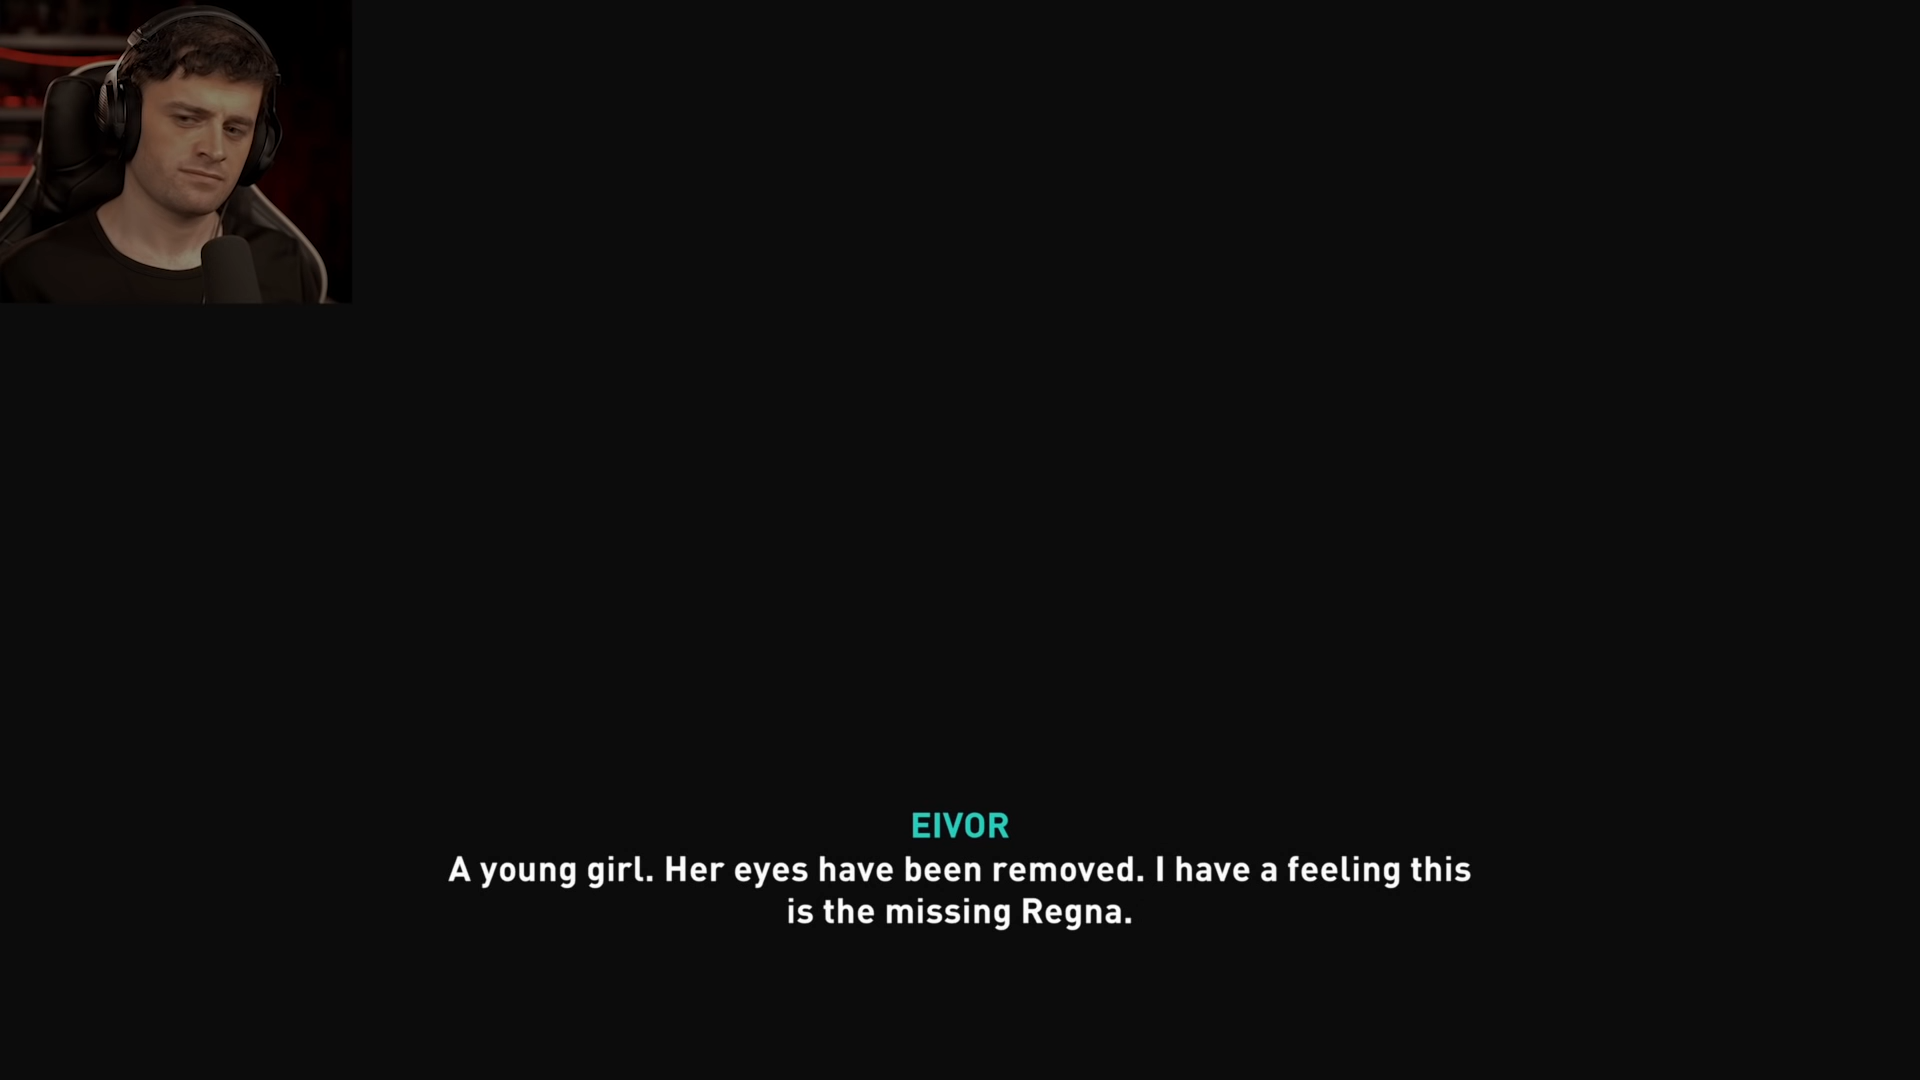 EIVOR
A young girl. Her eyes have been removed. I have a feeling this
is the missing Regna.